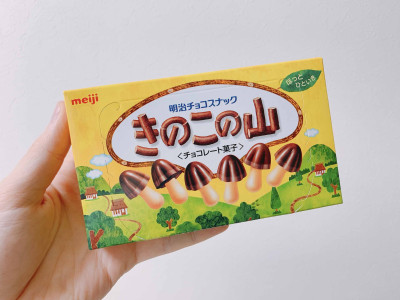 meiji
ほっと
ひといき
明治チョコスナック
きのこの山
<チョコレート菓子>